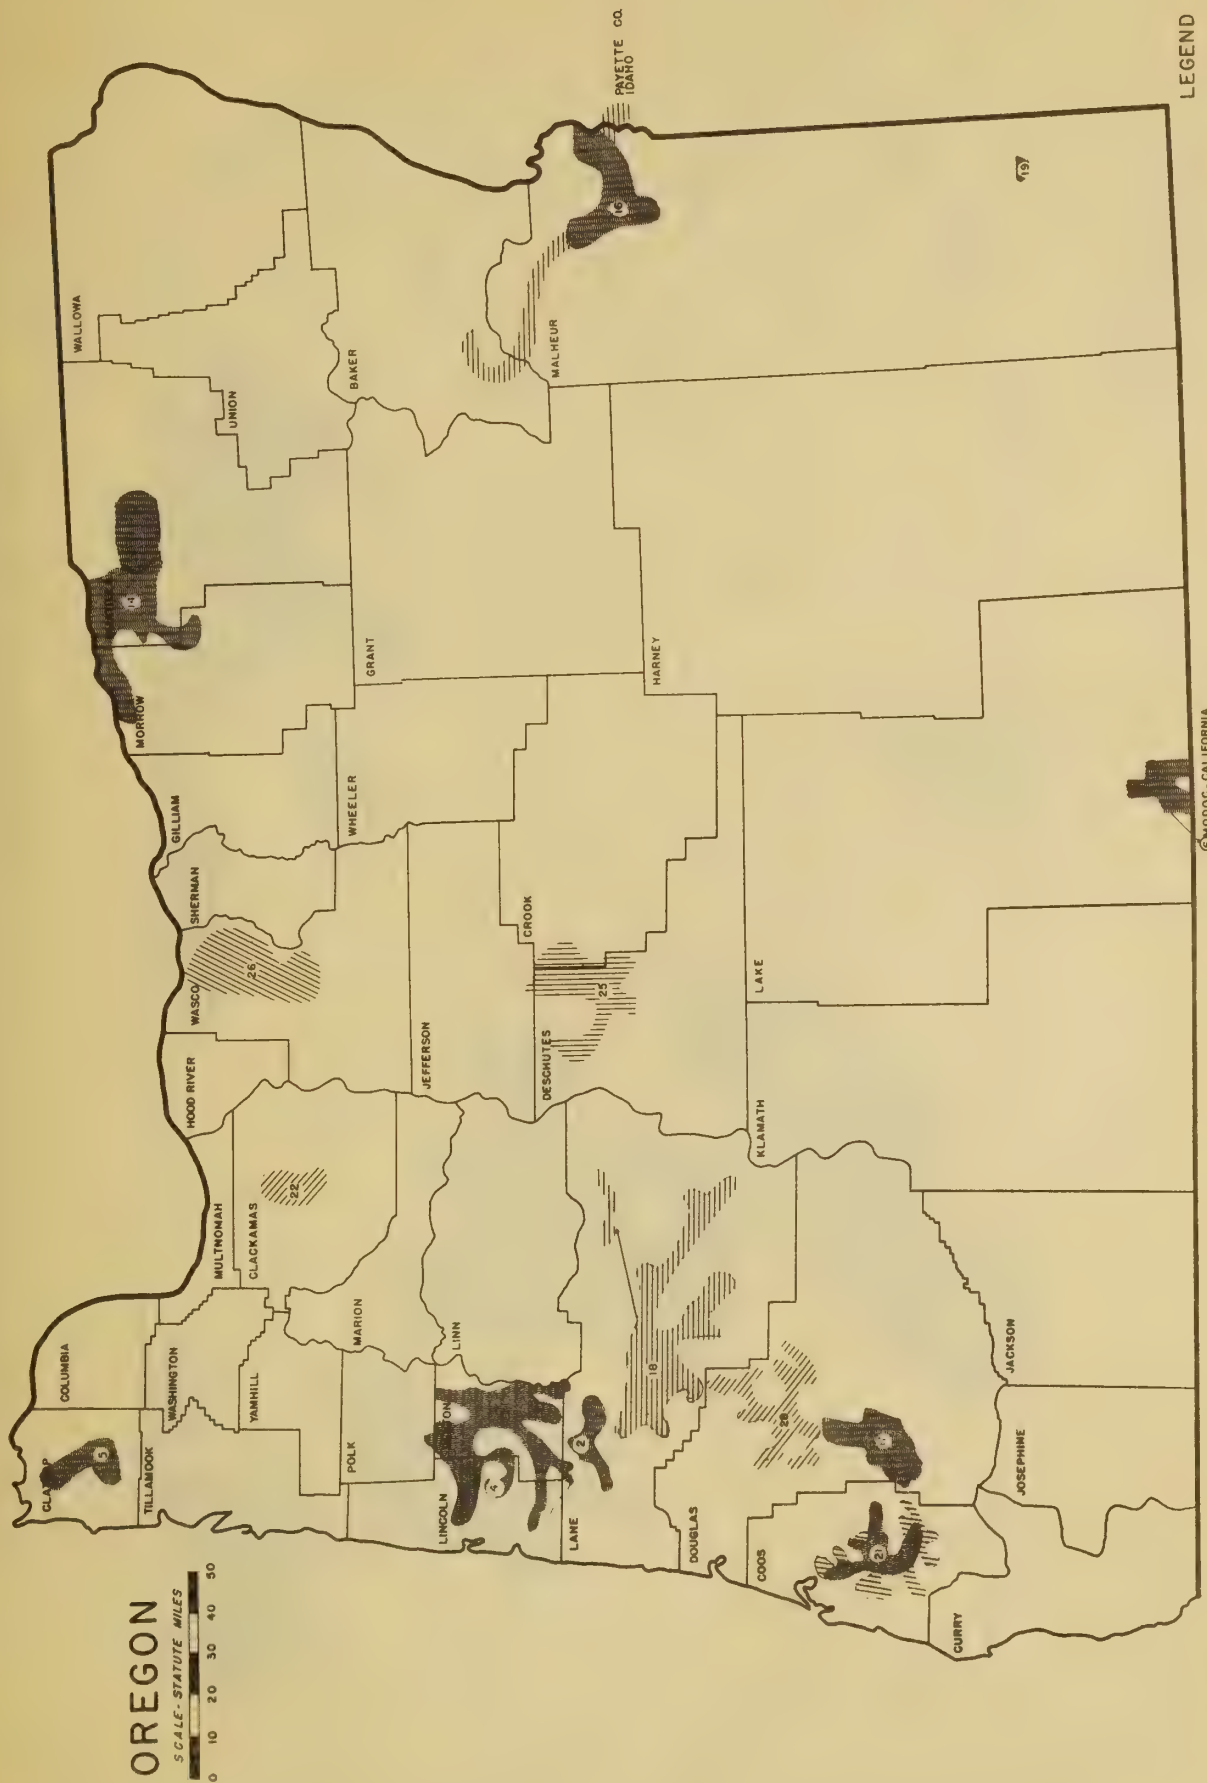 OREGON
SCALE - STATUTE MILES
0 10 20 30 40 50
COLUMBIA
5
TILLAMOOK
WASHINGTON
YAMHILL
POLK
MULTNOMAH
CLACKAMAS
22
MARION
HOOD RIVER
WASCO
26
SHERMAN
GILLIAM
MORROW
14
WALLOWA
UNION
BAKER
GRANT
WHEELER
JEFFERSON
LINN
LINCOLN
4
LANE
2
18
DESCHUTES
25
CROOK
HARNEY
MALHEUR
16
PAYETTE CO.
IDAHO
DOUGLAS
COOS
21
CURRY
JOSEPHINE
JACKSON
KLAMATH
LAKE
19
MODOC, CALIFORNIA
LEGEND